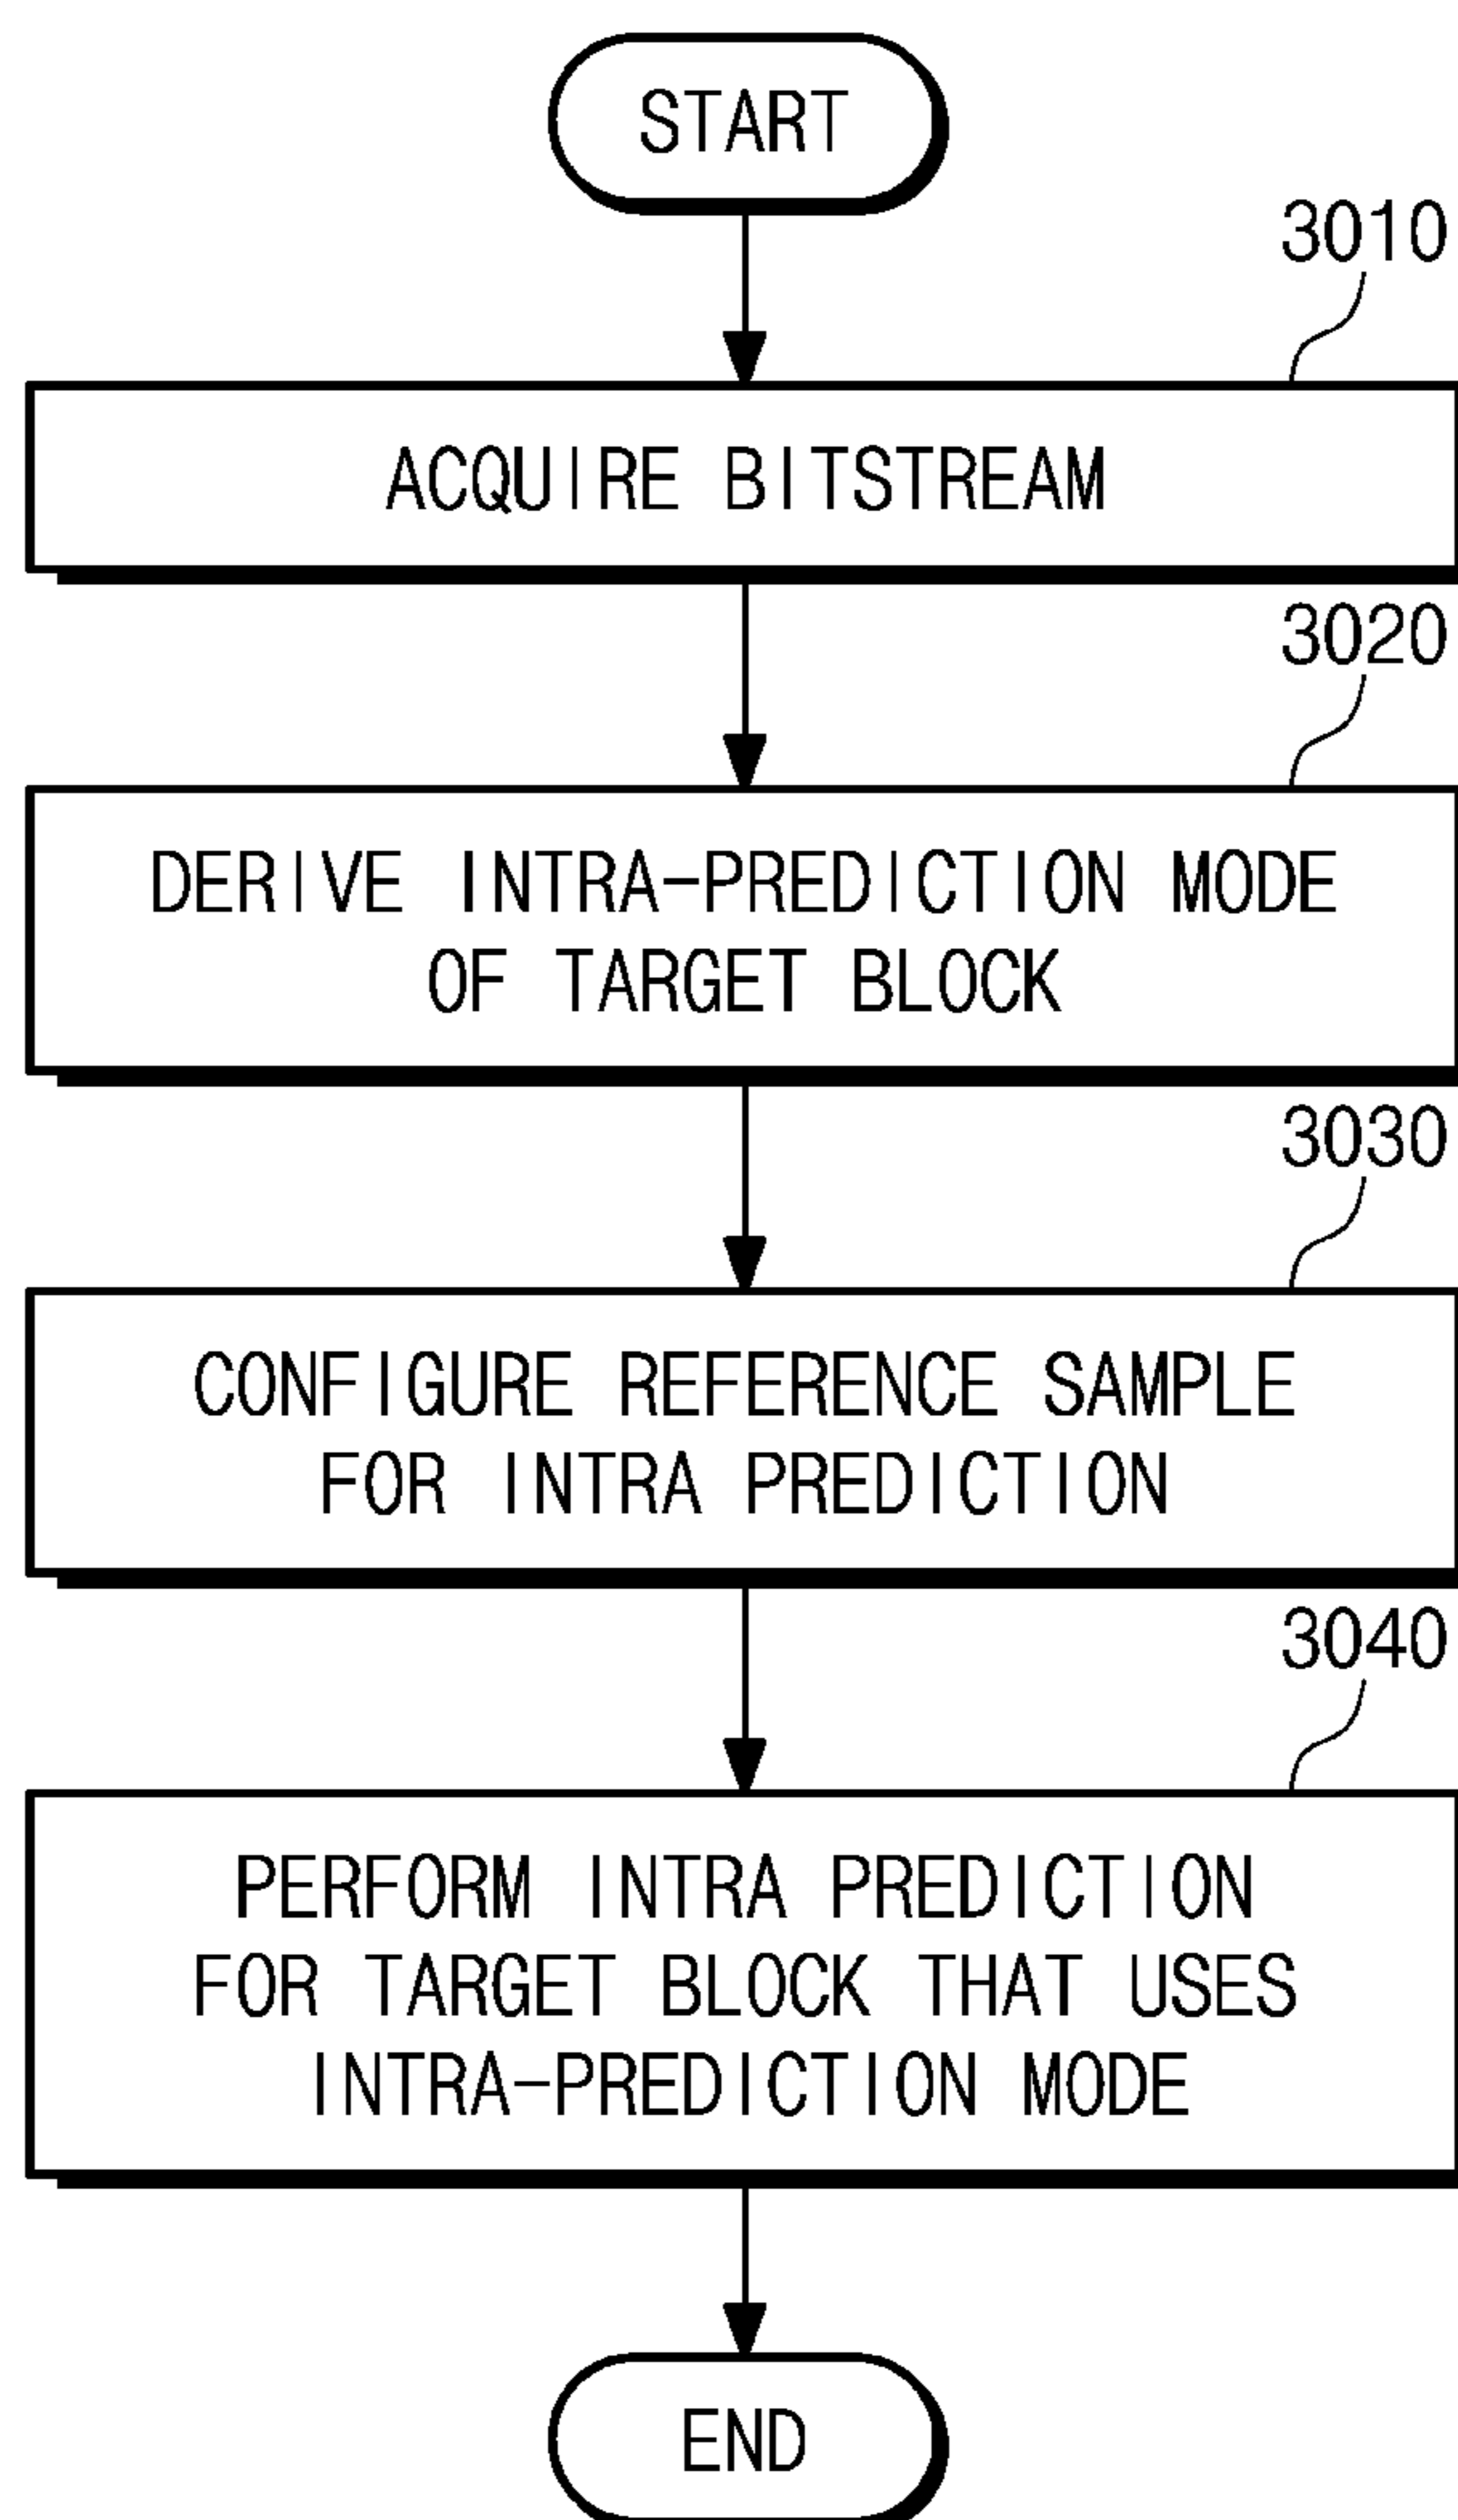 START
3010
ACQUIRE BITSTREAM
3020
DERIVE INTRA-PREDICTION MODE
OF TARGET BLOCK
3030
CONFIGURE REFERENCE SAMPLE
FOR INTRA PREDICTION
3040
PERFORM INTRA PREDICTION
FOR TARGET BLOCK THAT USES
INTRA-PREDICTION MODE
END